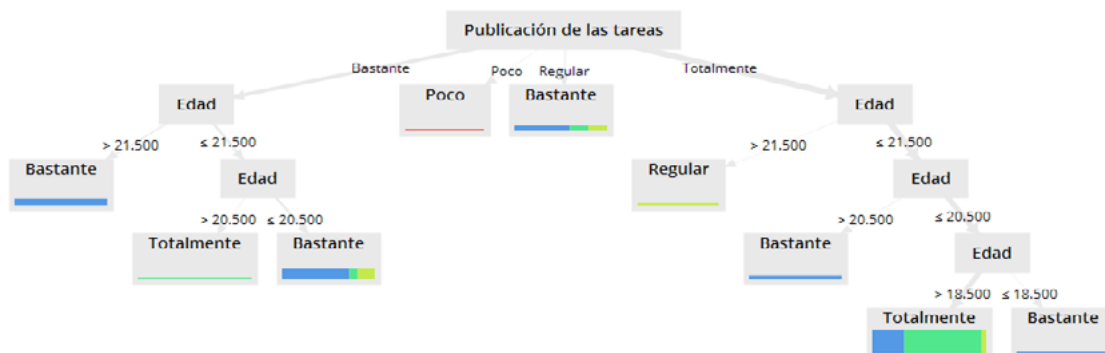 Publicación de las tareas
Bastante
Poco
Regular
Totalmente
Edad
Poco
Bastante
Edad
> 21.500
≤ 21.500
> 21.500
≤ 21.500
Bastante
Edad
Regular
Edad
> 20.500
≤ 20.500
> 20.500
≤ 20.500
Totalmente
Bastante
Bastante
Edad
> 18.500
≤ 18.500
Totalmente
Bastante